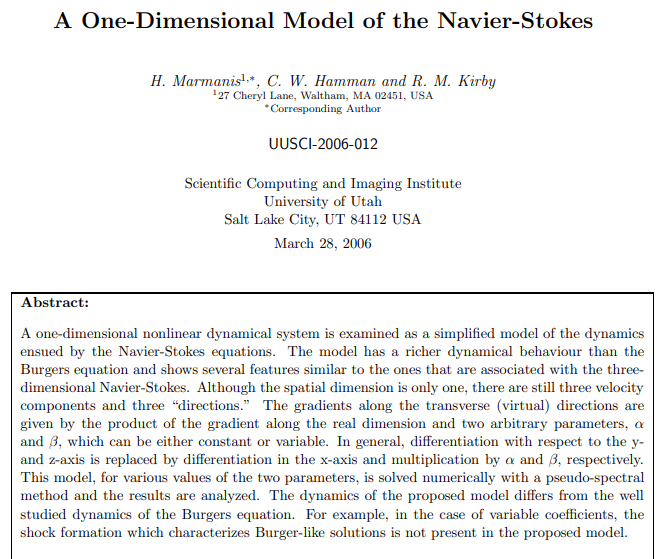 A One-Dimensional Model of the Navier-Stokes
H. Marmanis¹,*, C. W. Hamman and R. M. Kirby
¹27 Cheryl Lane, Waltham, MA 02451, USA
*Corresponding Author
UUSCI-2006-012
Scientific Computing and Imaging Institute
University of Utah
Salt Lake City, UT 84112 USA
March 28, 2006
Abstract:
A one-dimensional nonlinear dynamical system is examined as a simplified model of the dynamics
ensued by the Navier-Stokes equations. The model has a richer dynamical behaviour than the
Burgers equation and shows several features similar to the ones that are associated with the three-
dimensional Navier-Stokes. Although the spatial dimension is only one, there are still three velocity
components and three “directions.” The gradients along the transverse (virtual) directions are
given by the product of the gradient along the real dimension and two arbitrary parameters, α
and β, which can be either constant or variable. In general, differentiation with respect to the y-
and z-axis is replaced by differentiation in the x-axis and multiplication by α and β, respectively.
This model, for various values of the two parameters, is solved numerically with a pseudo-spectral
method and the results are analyzed. The dynamics of the proposed model differs from the well
studied dynamics of the Burgers equation. For example, in the case of variable coefficients, the
shock formation which characterizes Burger-like solutions is not present in the proposed model.